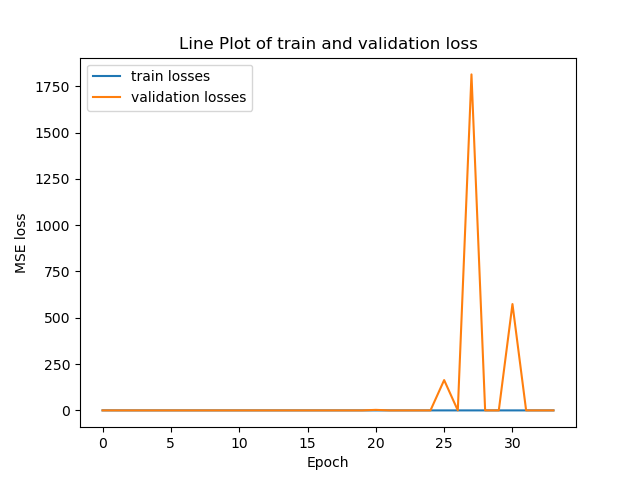 Line Plot of train and validation loss
train losses
validation losses
MSE loss
1750
1500
1250
1000
750
500
250
0
0 5 10 15 20 25 30
Epoch